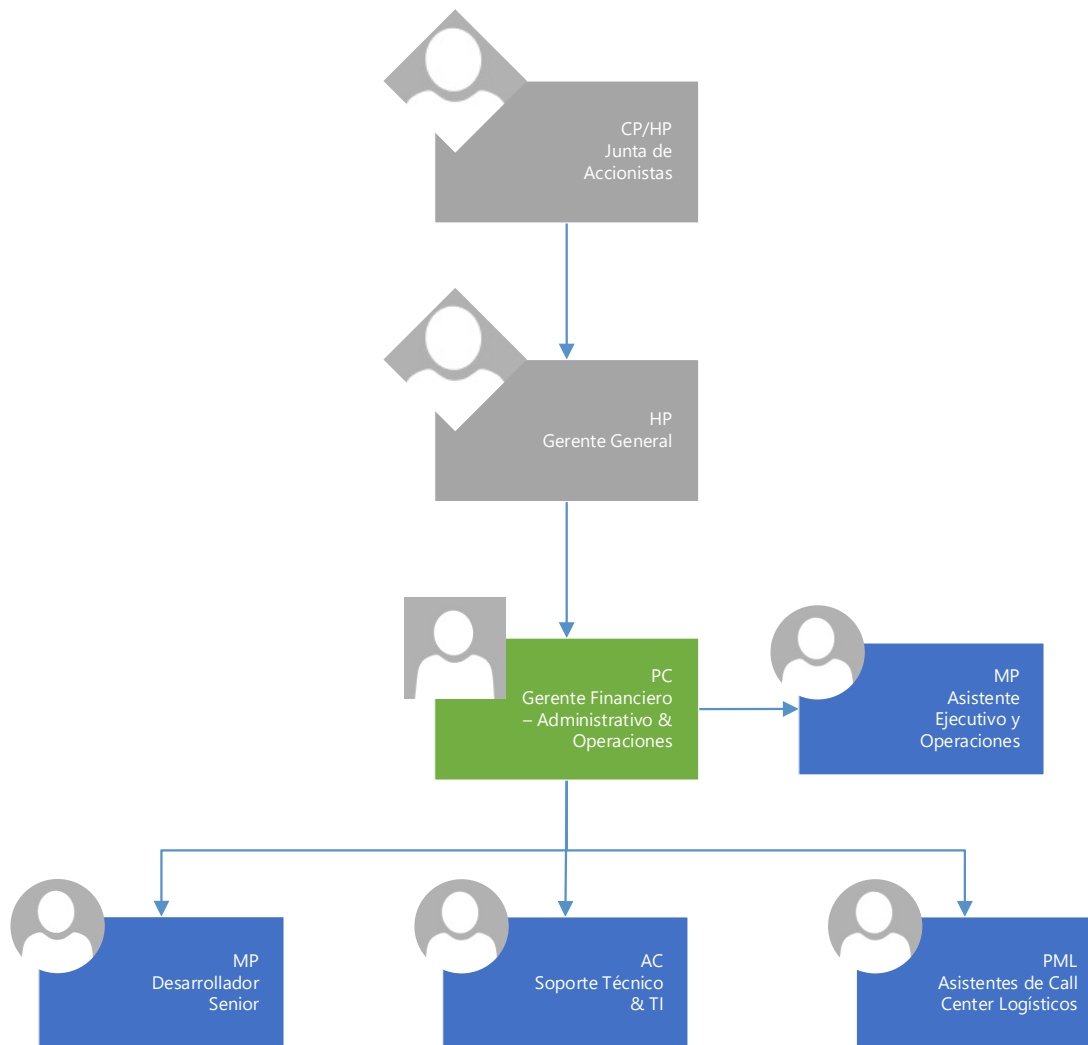 CP/HP
Junta de
Accionistas
HP
Gerente General
PC
Gerente Financiero
– Administrativo &
Operaciones
MP
Asistente
Ejecutivo y
Operaciones
MP
Desarrollador
Senior
AC
Soporte Técnico
& TI
PML
Asistentes de Call
Center Logísticos